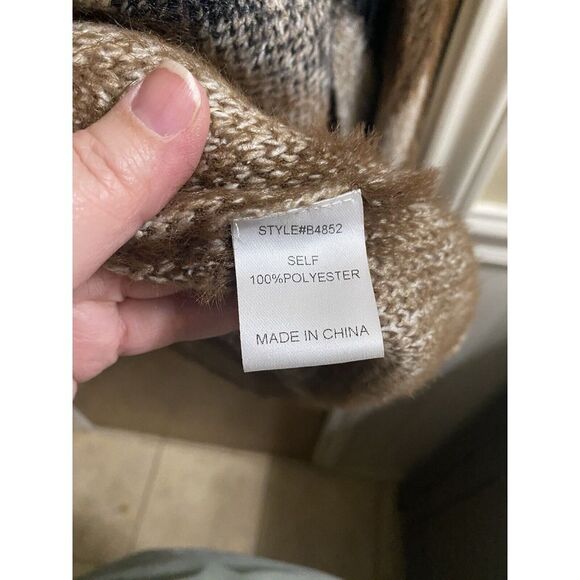 STYLE#B4852
SELF
100%POLYESTER
MADE IN CHINA